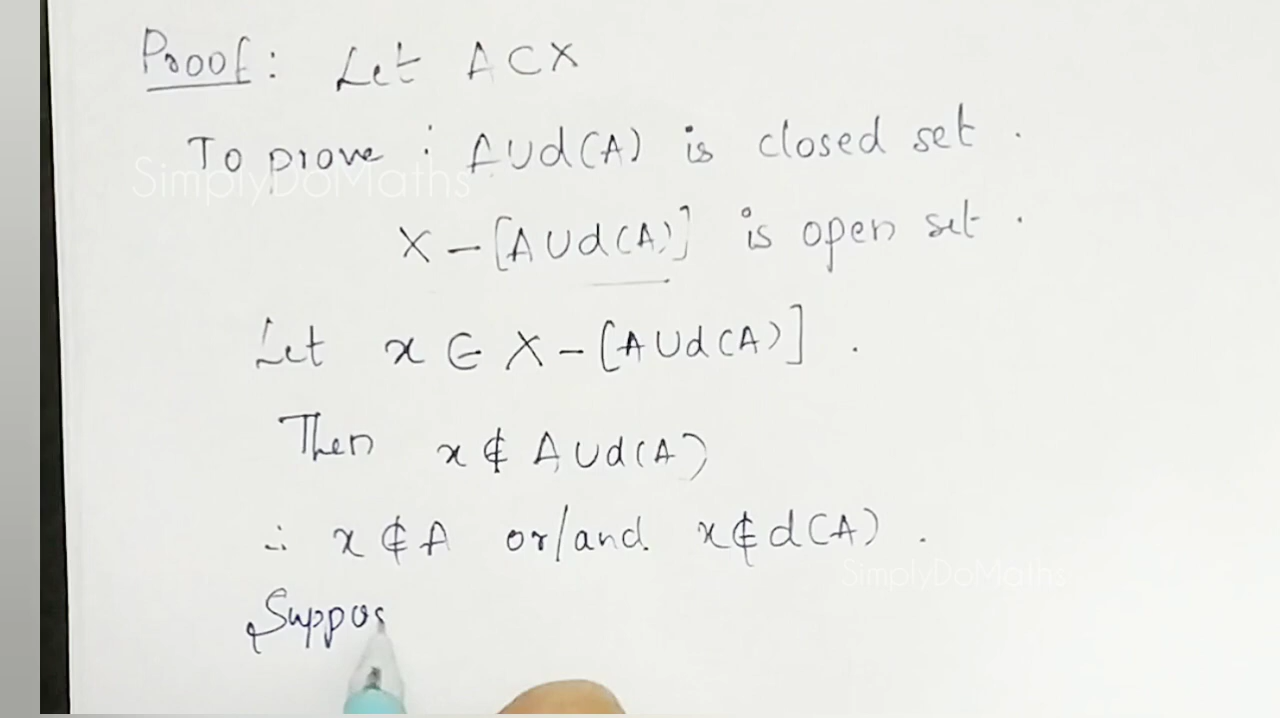 Proof: Let A⊂X
To prove : A∪d(A) is closed set.
SimplyDoMaths
X-[A∪d(A)] is open set.
Let x∈X-[A∪d(A)].
Then x∉A∪d(A)
∴ x∉A or/and x∉d(A).
SimplyDoMaths
Suppos